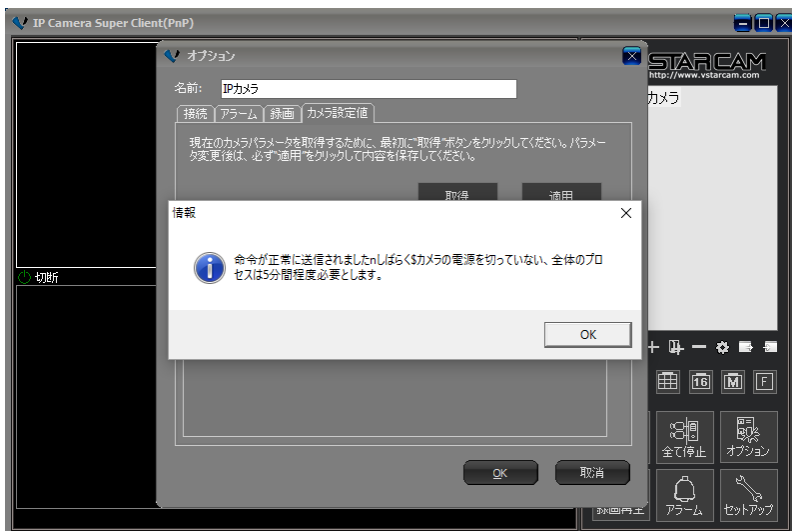 IP Camera Super Client(PnP)
オプション
STARCAM
http://www.vstarcam.com
名前:
IPカメラ
カメラ
接続
アラーム
録画
カメラ設定値
現在のカメラパラメータを取得するために、最初に"取得"ボタンをクリックしてください。パラメー
タ変更後は、必ず"適用"をクリックして内容を保存してください。
取得
適用
情報
命令が正常に送信されましたnしばらく$カメラの電源を切っていない、全体のプロ
セスは5分間程度必要とします。
OK
切断
16
M
F
全て停止
オプション
OK
取消
録画再生
アラーム
セットアップ